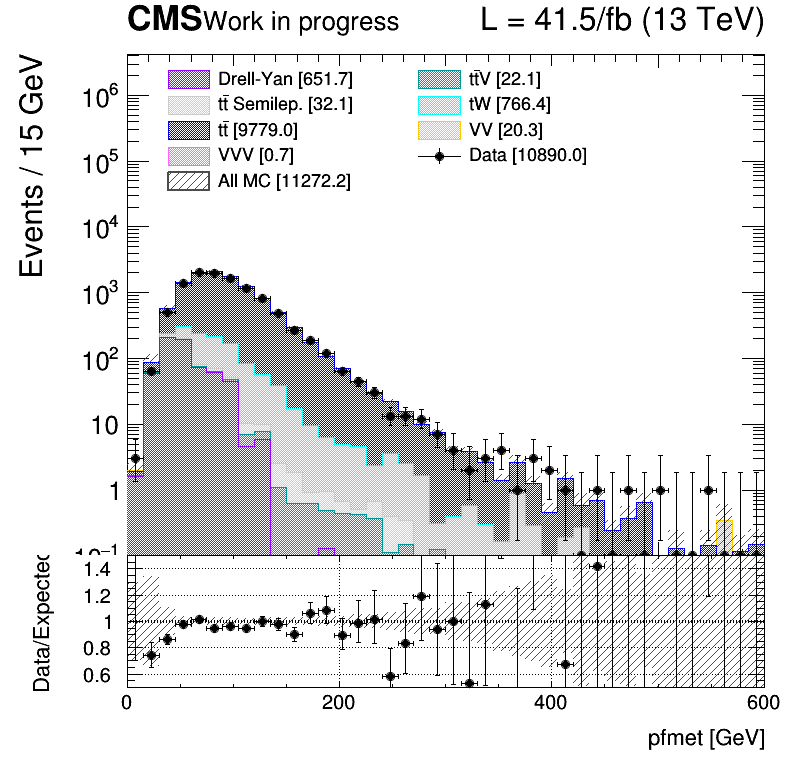 CMS Work in progress L = 41.5/fb (13 TeV)
Events / 15 GeV
Drell-Yan [651.7] tt̄V [22.1]
tt̄ Semilep. [32.1] tW [766.4]
tt̄ [9779.0] VV [20.3]
VVV [0.7] Data [10890.0]
All MC [11272.2]
10⁶
10⁵
10⁴
10³
10²
10
1
10⁻¹
Data/Expected
1.4
1.2
1
0.8
0.6
0 200 400 600
pfmet [GeV]